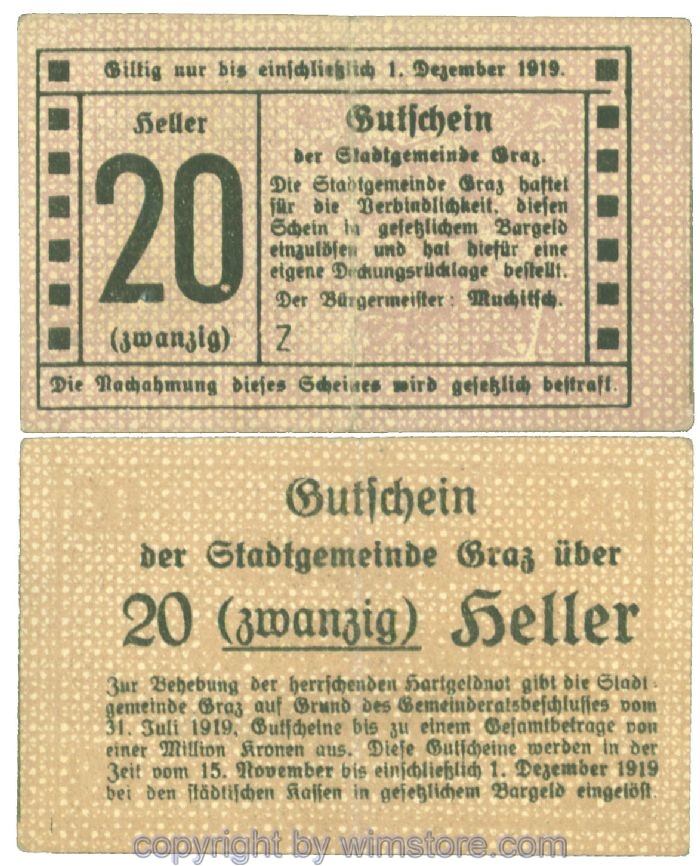 Giltig nur bis einschließlich 1. Dezember 1919.
Heller
20
(zwanzig)
Gutschein
der Stadtgemeinde Graz.
Die Stadtgemeinde Graz haftet
für die Verbindlichkeit, diesen
Schein in gesetzlichem Bargeld
einzulösen und hat hiefür eine
eigene Deckungsrücklage bestellt.
Der Bürgermeister: Muchitsch.
Z
Die Nachahmung dieses Scheines wird gesetzlich bestraft.
Gutschein
der Stadtgemeinde Graz über
20 (zwanzig) Heller
Zur Behebung der herrschenden Hartgeldnot gibt die Stadt-
gemeinde Graz auf Grund des Gemeinderatsbeschlusses vom
31. Juli 1919, Gutscheine bis zu einem Gesamtbetrage von
einer Million Kronen aus. Diese Gutscheine werden in der
Zeit vom 15. November bis einschließlich 1. Dezember 1919
bei den städtischen Kassen in gesetzlichem Bargeld eingelöst.
copyright by wimstore.com